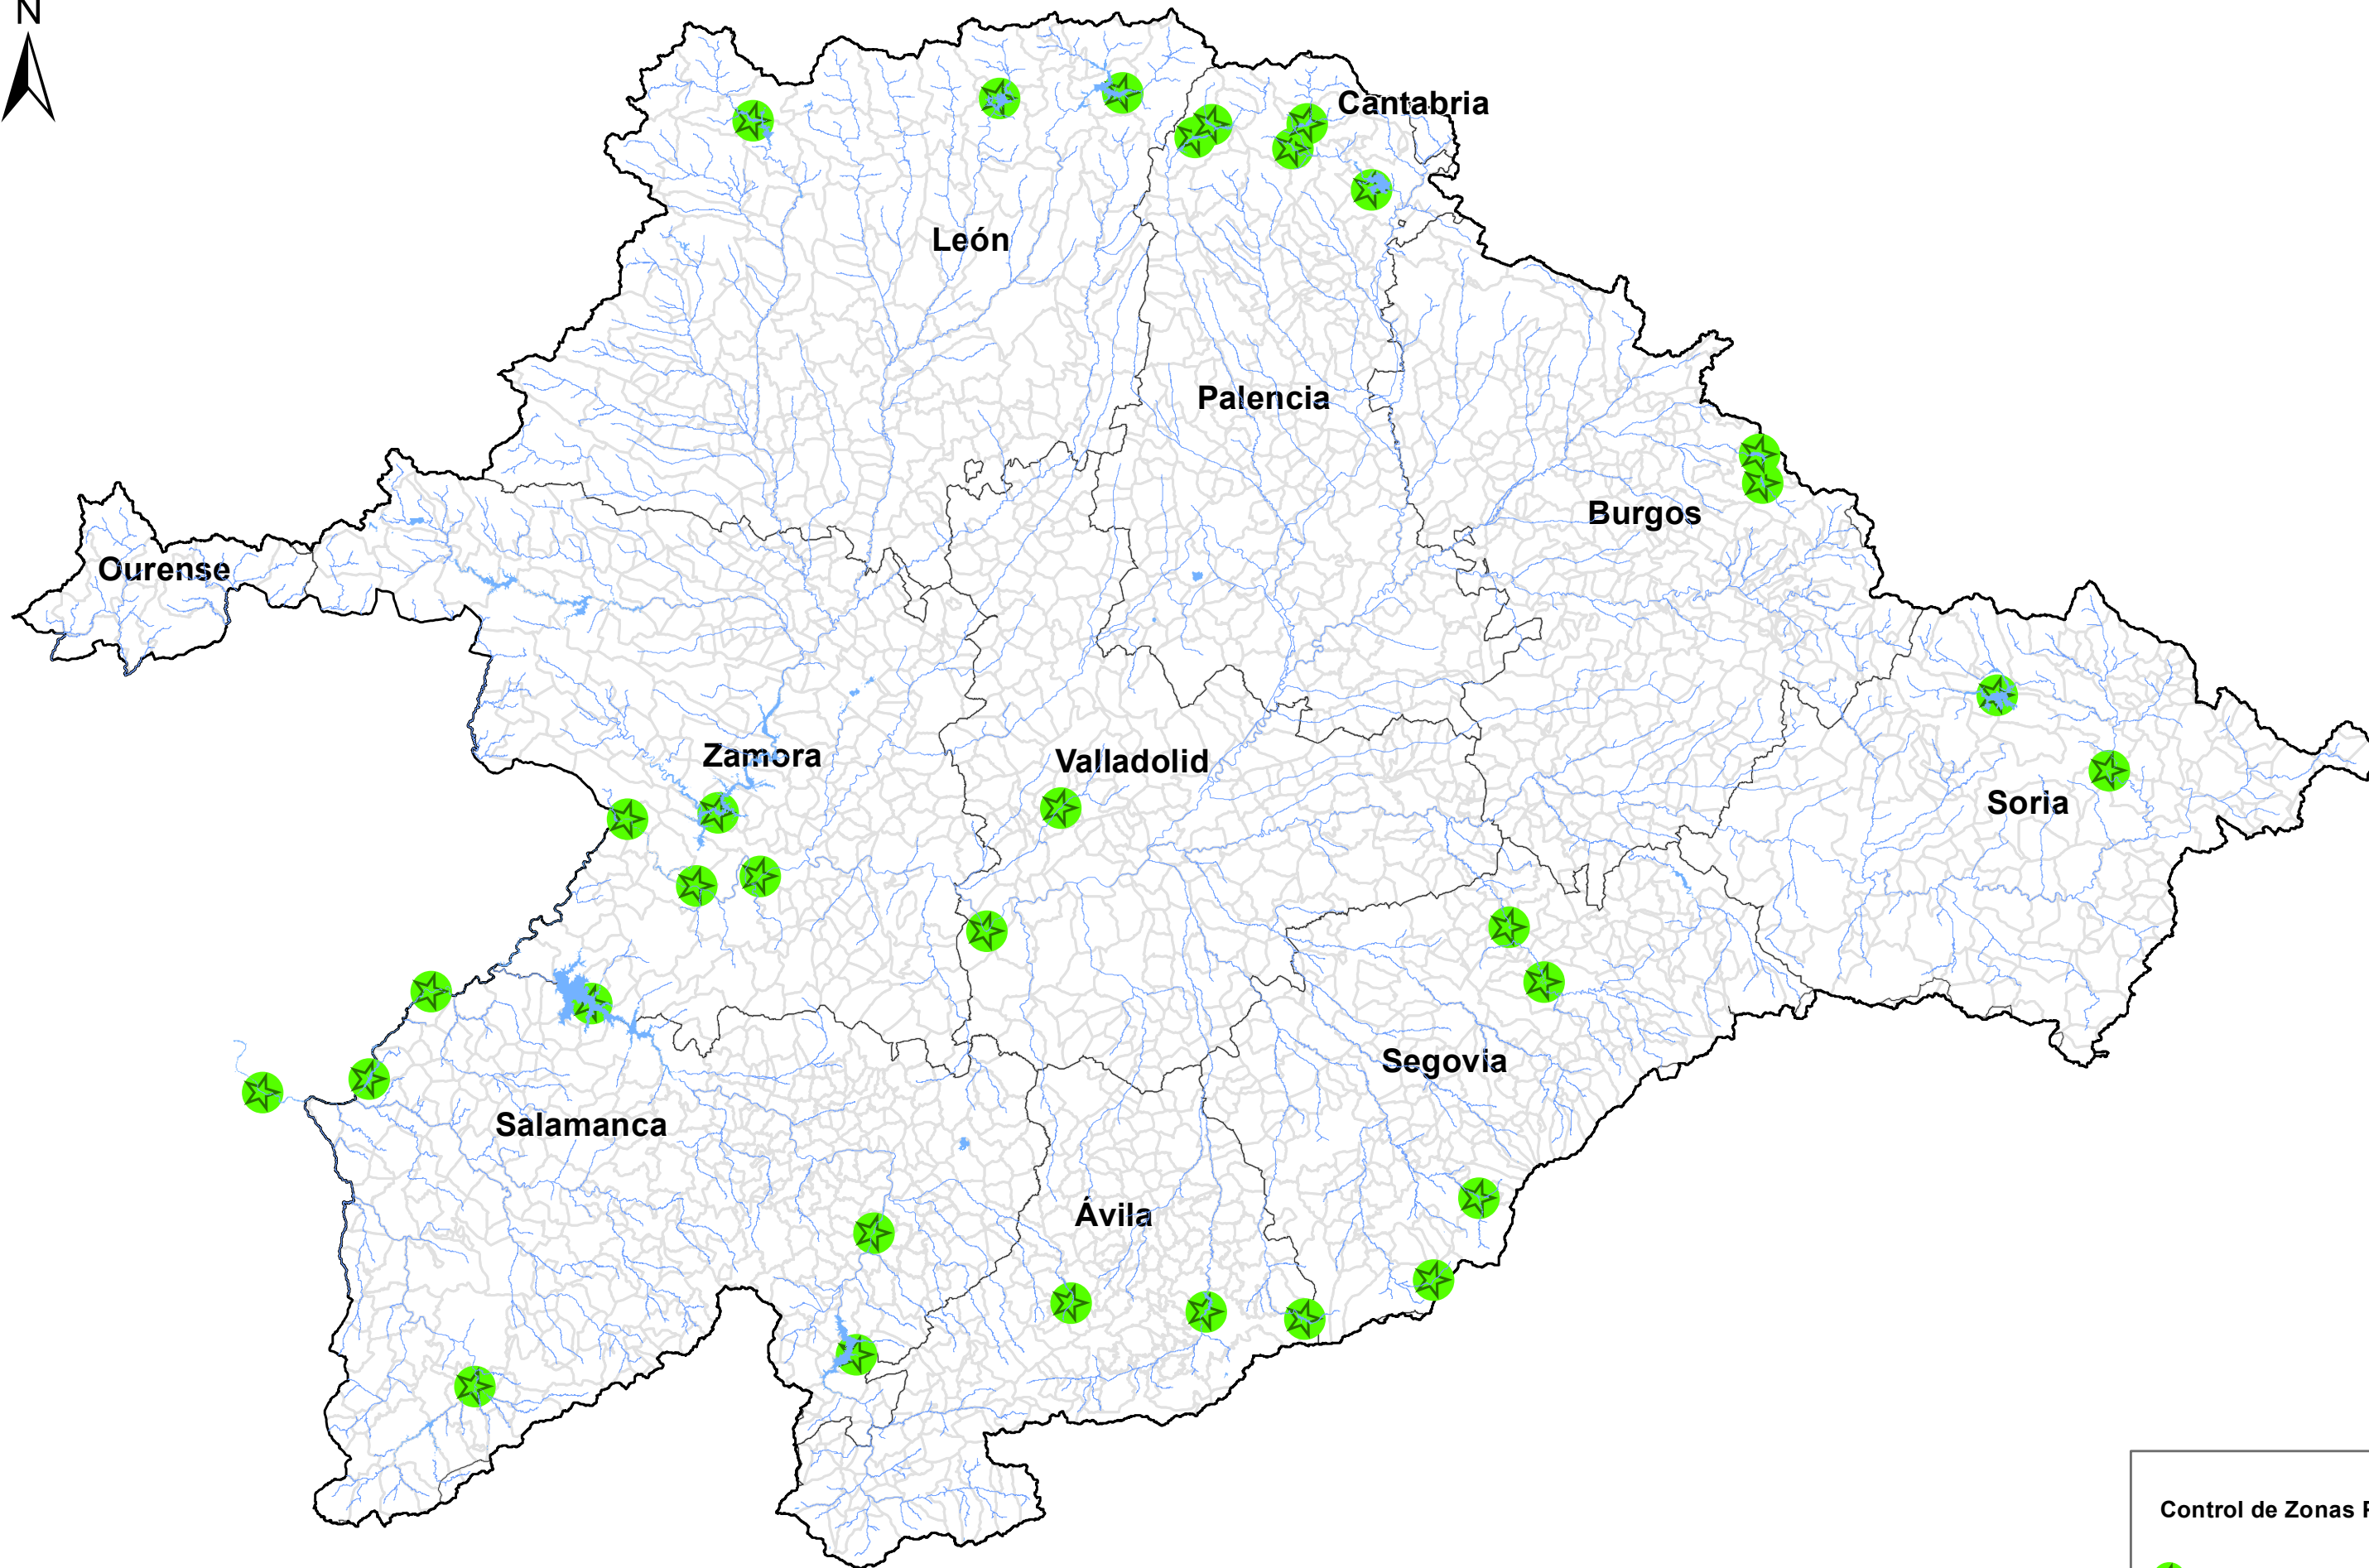 N
Cantabria
León
Palencia
Burgos
Ourense
Zamora
Valladolid
Soria
Segovia
Salamanca
Ávila
Control de Zonas